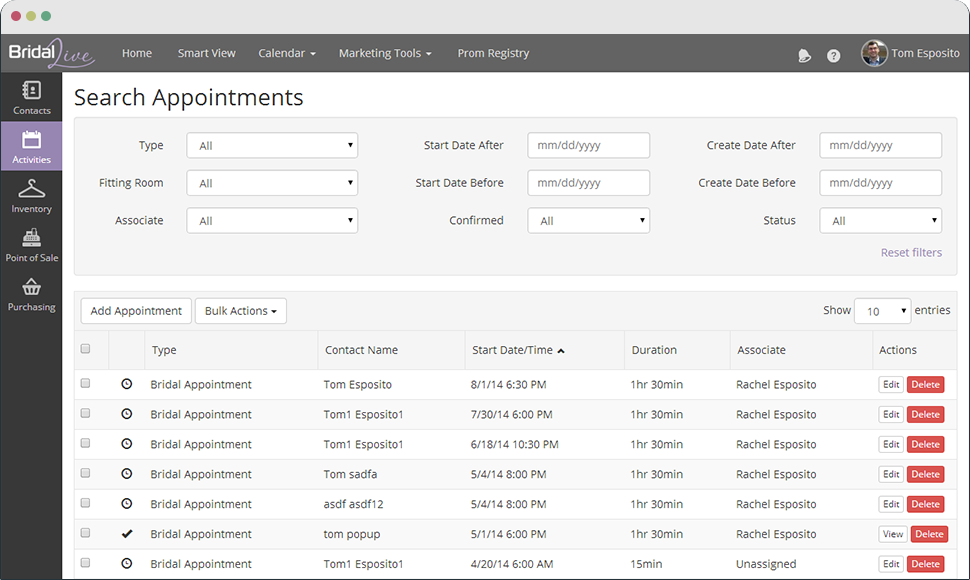 BridalLive Home Smart View Calendar Marketing Tools Prom Registry ? Tom Esposito
Contacts
Activities
Inventory
Point of Sale
Purchasing
Search Appointments
Type All Start Date After mm/dd/yyyy Create Date After mm/dd/yyyy
Fitting Room All Start Date Before mm/dd/yyyy Create Date Before mm/dd/yyyy
Associate All Confirmed All Status All
Reset filters
Add Appointment Bulk Actions Show 10 entries
Type Contact Name Start Date/Time Duration Associate Actions
Bridal Appointment Tom Esposito 8/1/14 6:30 PM 1hr 30min Rachel Esposito Edit Delete
Bridal Appointment Tom1 Esposito1 7/30/14 6:00 PM 1hr 30min Rachel Esposito Edit Delete
Bridal Appointment Tom1 Esposito1 6/18/14 10:30 PM 1hr 30min Rachel Esposito Edit Delete
Bridal Appointment Tom sadfa 5/4/14 8:00 PM 1hr 30min Rachel Esposito Edit Delete
Bridal Appointment asdf asdf12 5/4/14 8:00 PM 1hr 30min Rachel Esposito Edit Delete
Bridal Appointment tom popup 5/1/14 6:00 PM 1hr 30min Rachel Esposito View Delete
Bridal Appointment Tom1 Esposito1 4/20/14 6:00 AM 15min Unassigned Edit Delete